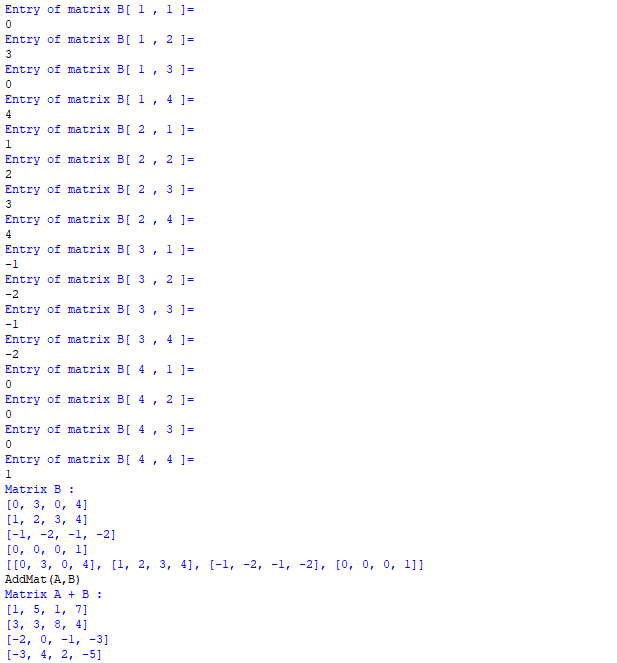 Entry of matrix B[ 1 , 1 ]=
0
Entry of matrix B[ 1 , 2 ]=
3
Entry of matrix B[ 1 , 3 ]=
0
Entry of matrix B[ 1 , 4 ]=
4
Entry of matrix B[ 2 , 1 ]=
1
Entry of matrix B[ 2 , 2 ]=
2
Entry of matrix B[ 2 , 3 ]=
3
Entry of matrix B[ 2 , 4 ]=
4
Entry of matrix B[ 3 , 1 ]=
-1
Entry of matrix B[ 3 , 2 ]=
-2
Entry of matrix B[ 3 , 3 ]=
-1
Entry of matrix B[ 3 , 4 ]=
-2
Entry of matrix B[ 4 , 1 ]=
0
Entry of matrix B[ 4 , 2 ]=
0
Entry of matrix B[ 4 , 3 ]=
0
Entry of matrix B[ 4 , 4 ]=
1
Matrix B :
[0, 3, 0, 4]
[1, 2, 3, 4]
[-1, -2, -1, -2]
[0, 0, 0, 1]
[[0, 3, 0, 4], [1, 2, 3, 4], [-1, -2, -1, -2], [0, 0, 0, 1]]
AddMat(A,B)
Matrix A + B :
[1, 5, 1, 7]
[3, 3, 8, 4]
[-2, 0, -1, -3]
[-3, 4, 2, -5]